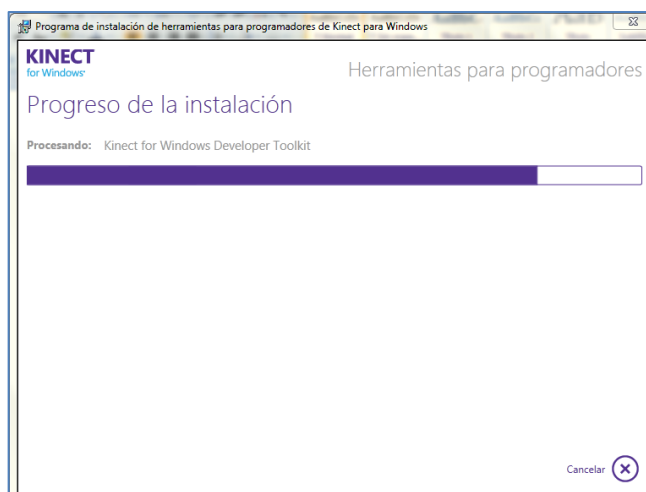 Programa de instalación de herramientas para programadores de Kinect para Windows
KINECT
for Windows®
Herramientas para programadores
Progreso de la instalación
Procesando: Kinect for Windows Developer Toolkit
Cancelar